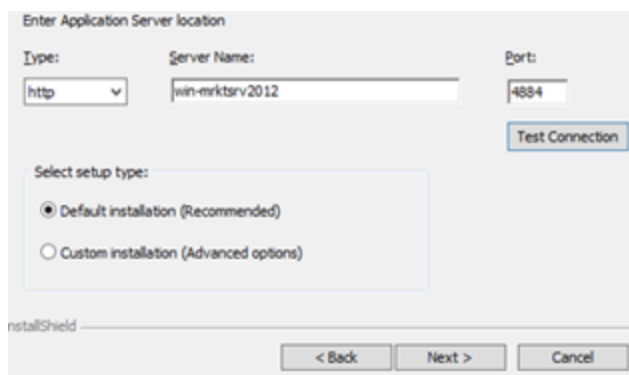 Enter Application Server location
Type: Server Name: Port:
http win-mrktsrv2012 4884
Test Connection
Select setup type:
Default installation (Recommended)
Custom installation (Advanced options)
nstallShield
< Back Next > Cancel